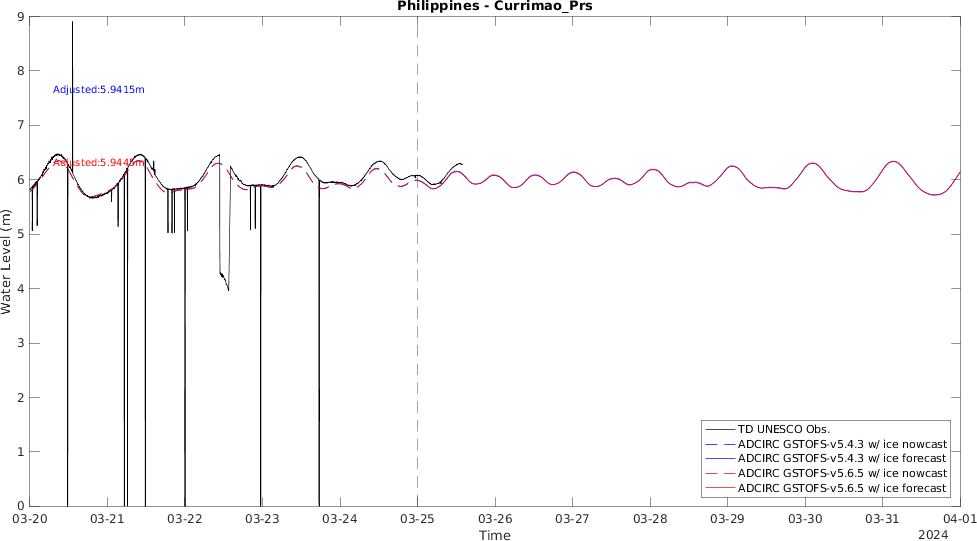 Philippines - Currimao_Prs
9
8
7
6
5
4
3
2
1
0
Water Level (m)
Adjusted:5.9415m
Adjusted:5.9445m
TD UNESCO Obs.
ADCIRC GSTOFS-v5.4.3 w/ ice nowcast
ADCIRC GSTOFS-v5.4.3 w/ ice forecast
ADCIRC GSTOFS-v5.6.5 w/ ice nowcast
ADCIRC GSTOFS-v5.6.5 w/ ice forecast
03-20 03-21 03-22 03-23 03-24 03-25 03-26 03-27 03-28 03-29 03-30 03-31 04-01
Time
2024